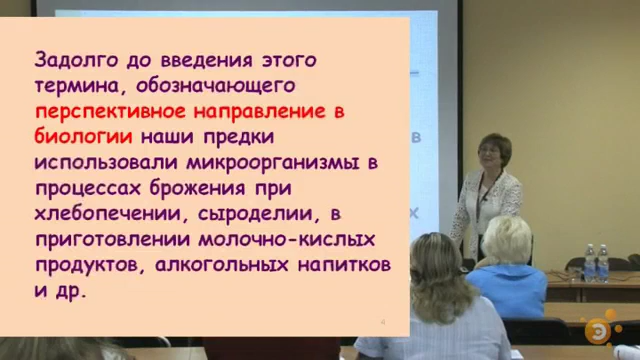 Задолго до введения этого
термина, обозначающего
перспективное направление в
биологии наши предки
использовали микроорганизмы в
процессах брожения при
хлебопечении, сыроделии, в
приготовлении молочно-кислых
продуктов, алкогольных напитков
и др.
4